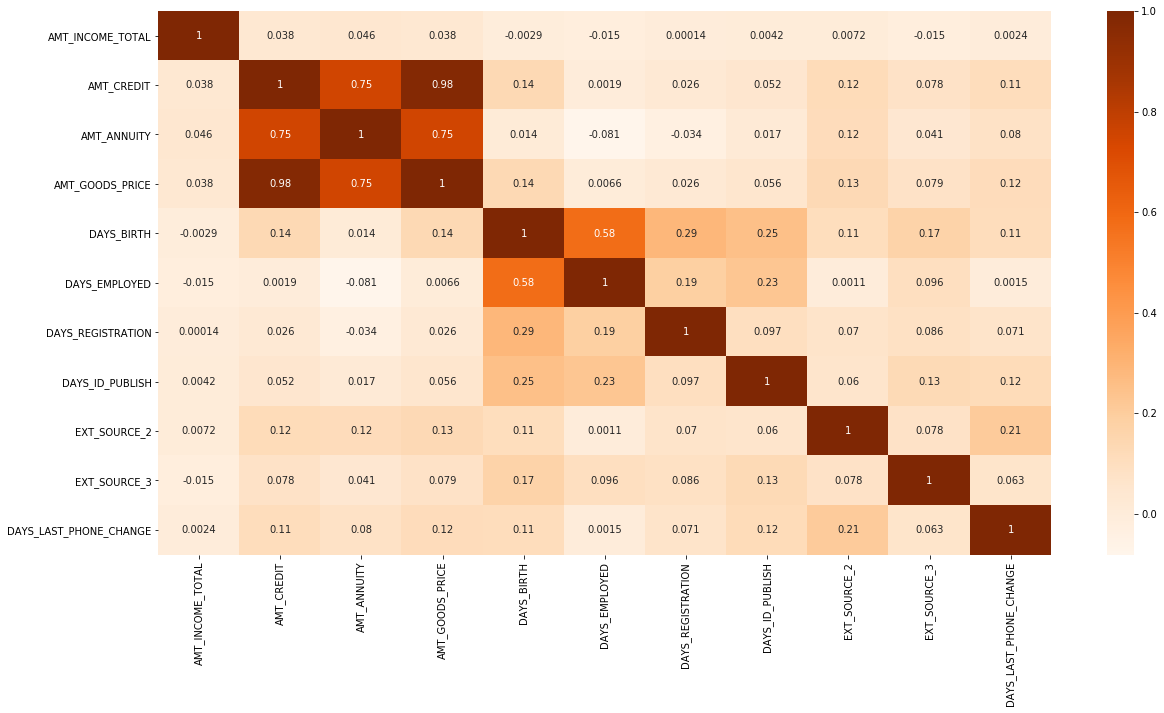 AMT_INCOME_TOTAL 1 0.038 0.046 0.038 -0.0029 -0.015 0.00014 0.0042 0.0072 -0.015 0.0024
AMT_CREDIT 0.038 1 0.75 0.98 0.14 0.0019 0.026 0.052 0.12 0.078 0.11
AMT_ANNUITY 0.046 0.75 1 0.75 0.014 -0.081 -0.034 0.017 0.12 0.041 0.08
AMT_GOODS_PRICE 0.038 0.98 0.75 1 0.14 0.0066 0.026 0.056 0.13 0.079 0.12
DAYS_BIRTH -0.0029 0.14 0.014 0.14 1 0.58 0.29 0.25 0.11 0.17 0.11
DAYS_EMPLOYED -0.015 0.0019 -0.081 0.0066 0.58 1 0.19 0.23 0.0011 0.096 0.0015
DAYS_REGISTRATION 0.00014 0.026 -0.034 0.026 0.29 0.19 1 0.097 0.07 0.086 0.071
DAYS_ID_PUBLISH 0.0042 0.052 0.017 0.056 0.25 0.23 0.097 1 0.06 0.13 0.12
EXT_SOURCE_2 0.0072 0.12 0.12 0.13 0.11 0.0011 0.07 0.06 1 0.078 0.21
EXT_SOURCE_3 -0.015 0.078 0.041 0.079 0.17 0.096 0.086 0.13 0.078 1 0.063
DAYS_LAST_PHONE_CHANGE 0.0024 0.11 0.08 0.12 0.11 0.0015 0.071 0.12 0.21 0.063 1
AMT_INCOME_TOTAL
AMT_CREDIT
AMT_ANNUITY
AMT_GOODS_PRICE
DAYS_BIRTH
DAYS_EMPLOYED
DAYS_REGISTRATION
DAYS_ID_PUBLISH
EXT_SOURCE_2
EXT_SOURCE_3
DAYS_LAST_PHONE_CHANGE
1.0
0.8
0.6
0.4
0.2
0.0